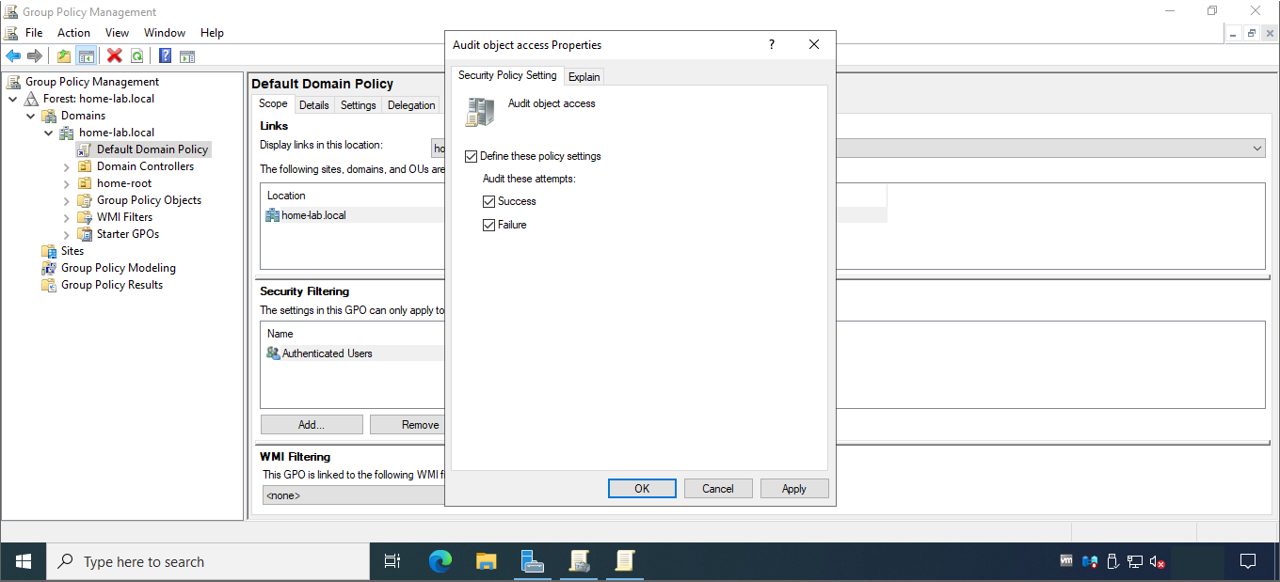 Group Policy Management
File Action View Window Help
Group Policy Management
Forest: home-lab.local
Domains
home-lab.local
Default Domain Policy
Domain Controllers
home-root
Group Policy Objects
WMI Filters
Starter GPOs
Sites
Group Policy Modeling
Group Policy Results
Default Domain Policy
Scope Details Settings Delegation
Links
Display links in this location:
The following sites, domains, and OUs are
Location
home-lab.local
Security Filtering
The settings in this GPO can only apply to
Name
Authenticated Users
Add... Remove
WMI Filtering
This GPO is linked to the following WMI
<none>
Audit object access Properties
?
Security Policy Setting Explain
Audit object access
Define these policy settings
Audit these attempts:
Success
Failure
OK Cancel Apply
Type here to search
vm